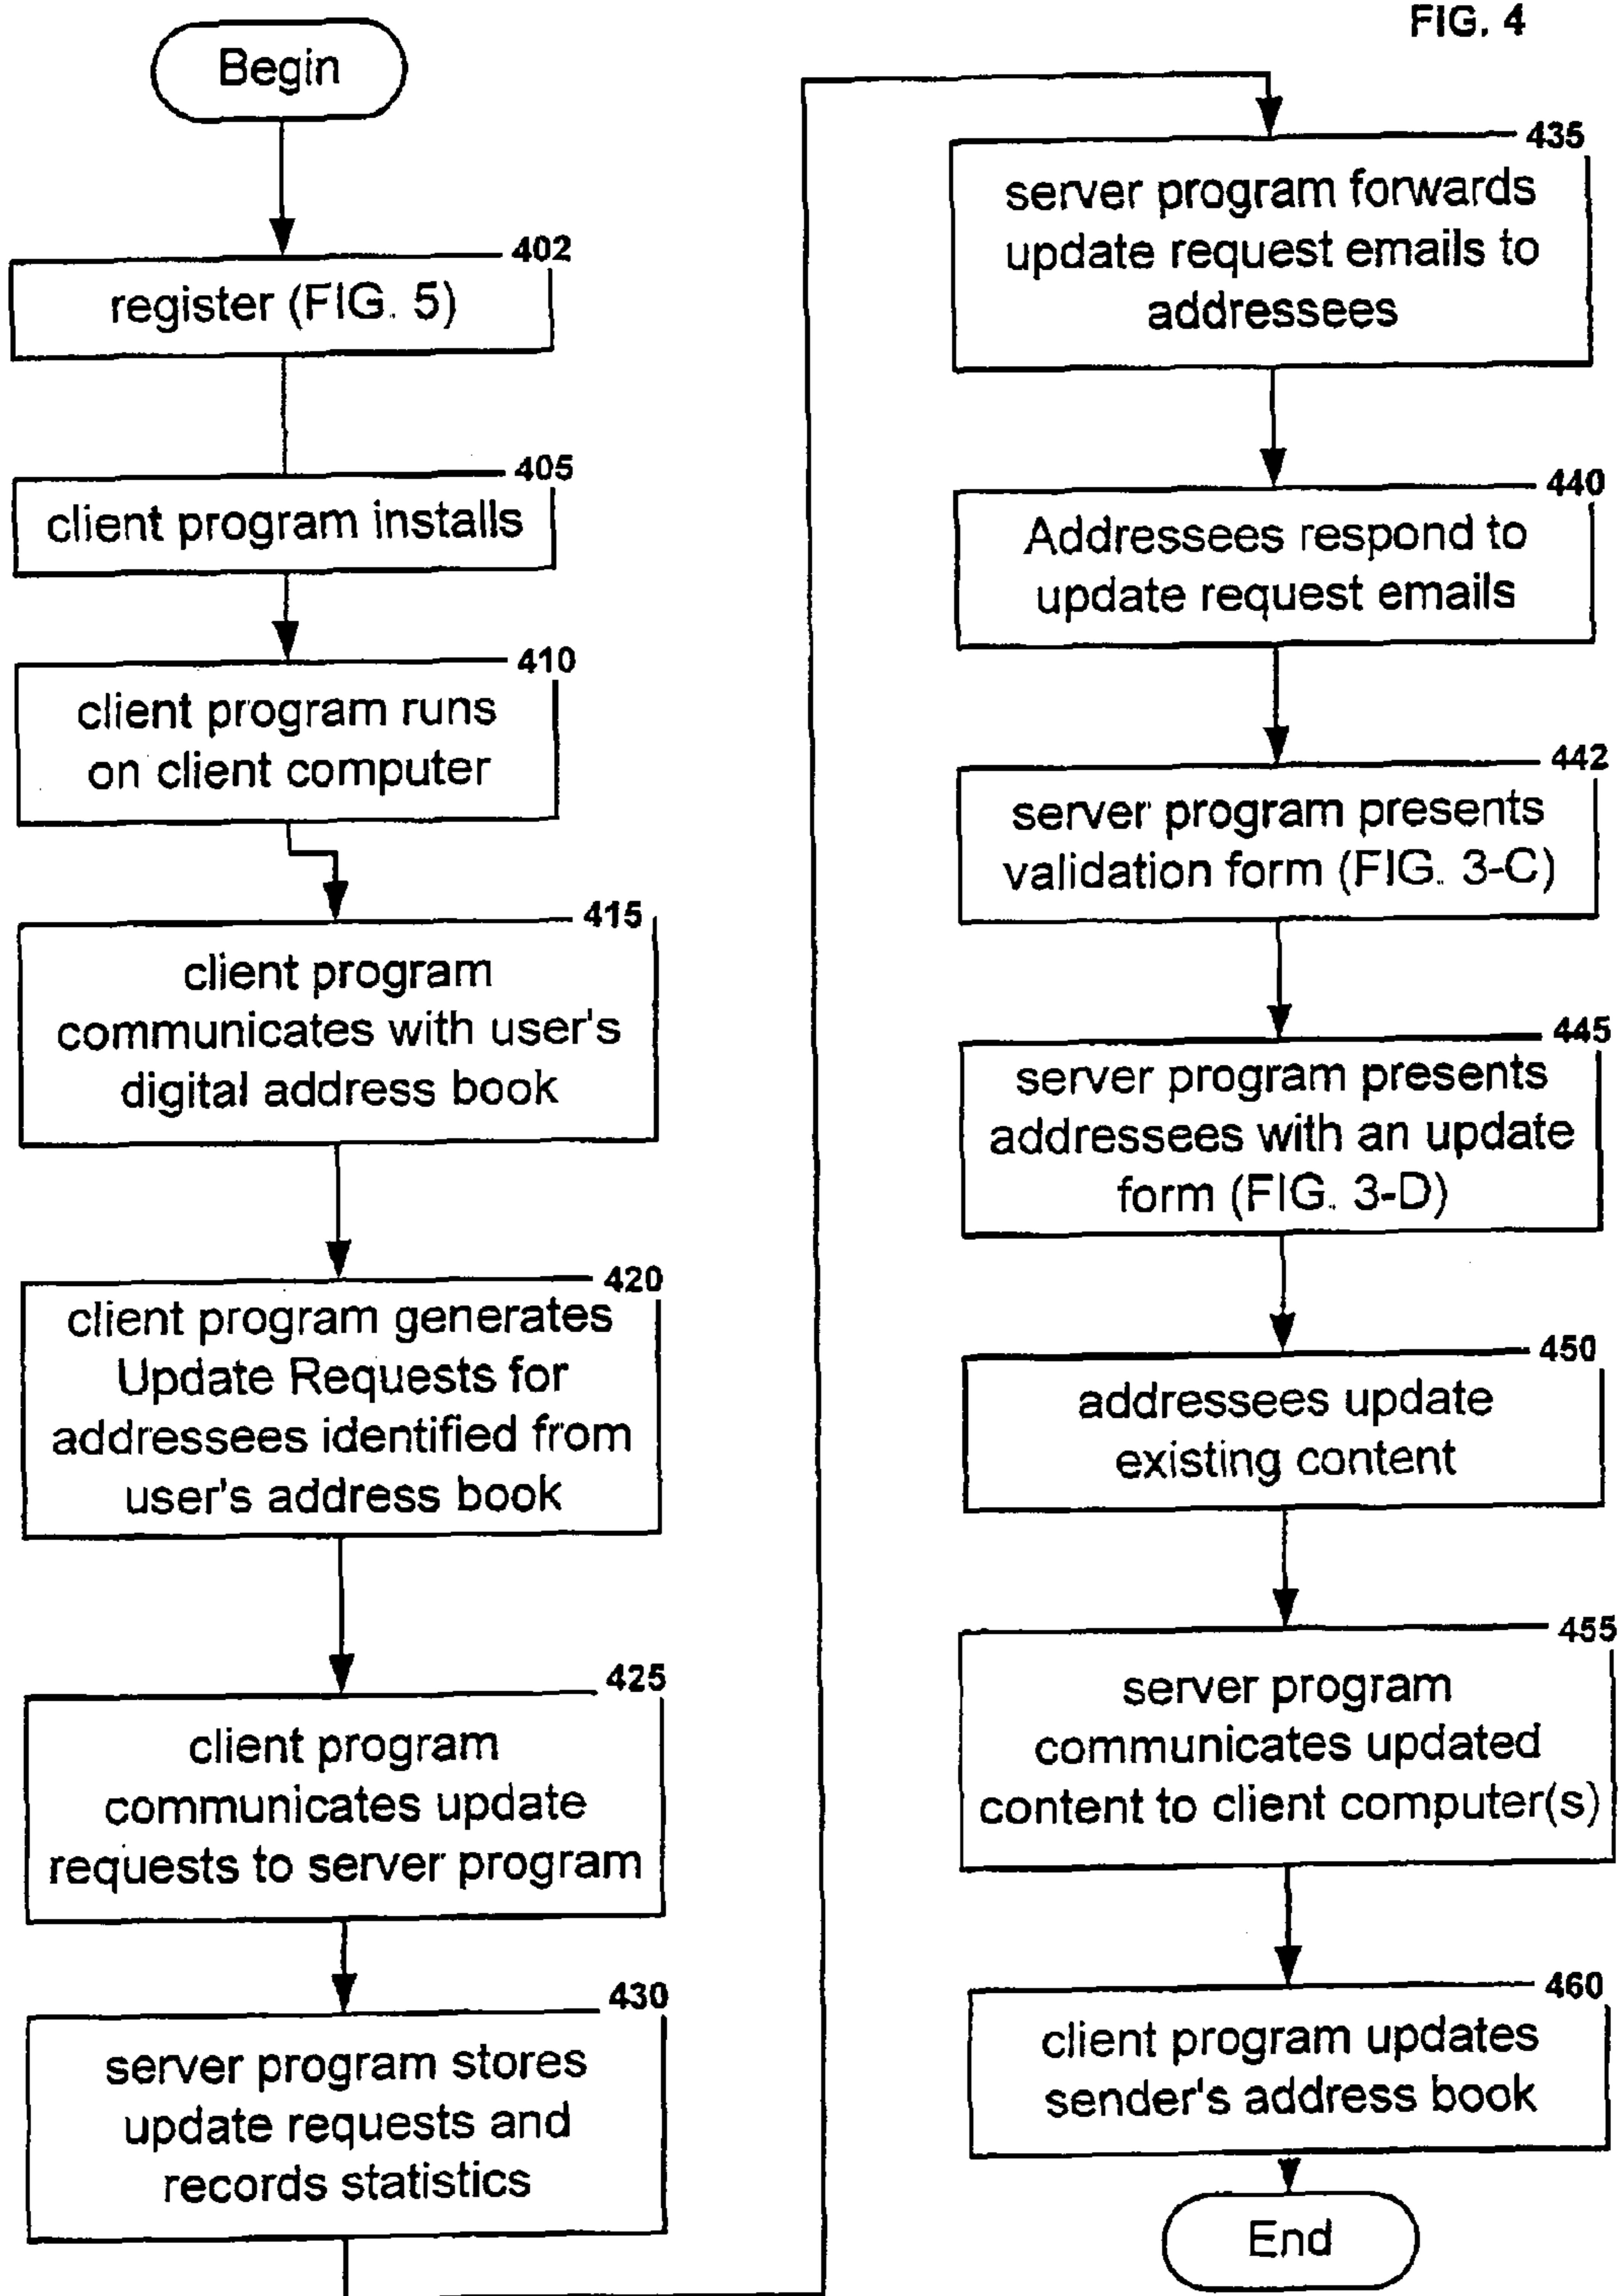 FIG. 4
Begin
402
register (FIG. 5)
405
client program installs
410
client program runs
on client computer
415
client program
communicates with user's
digital address book
420
client program generates
Update Requests for
addressees identified from
user's address book
425
client program
communicates update
requests to server program
430
server program stores
update requests and
records statistics
435
server program forwards
update request emails to
addressees
440
Addressees respond to
update request emails
442
server program presents
validation form (FIG. 3-C)
445
server program presents
addressees with an update
form (FIG. 3-D)
450
addressees update
existing content
455
server program
communicates updated
content to client computer(s)
460
client program updates
sender's address book
End